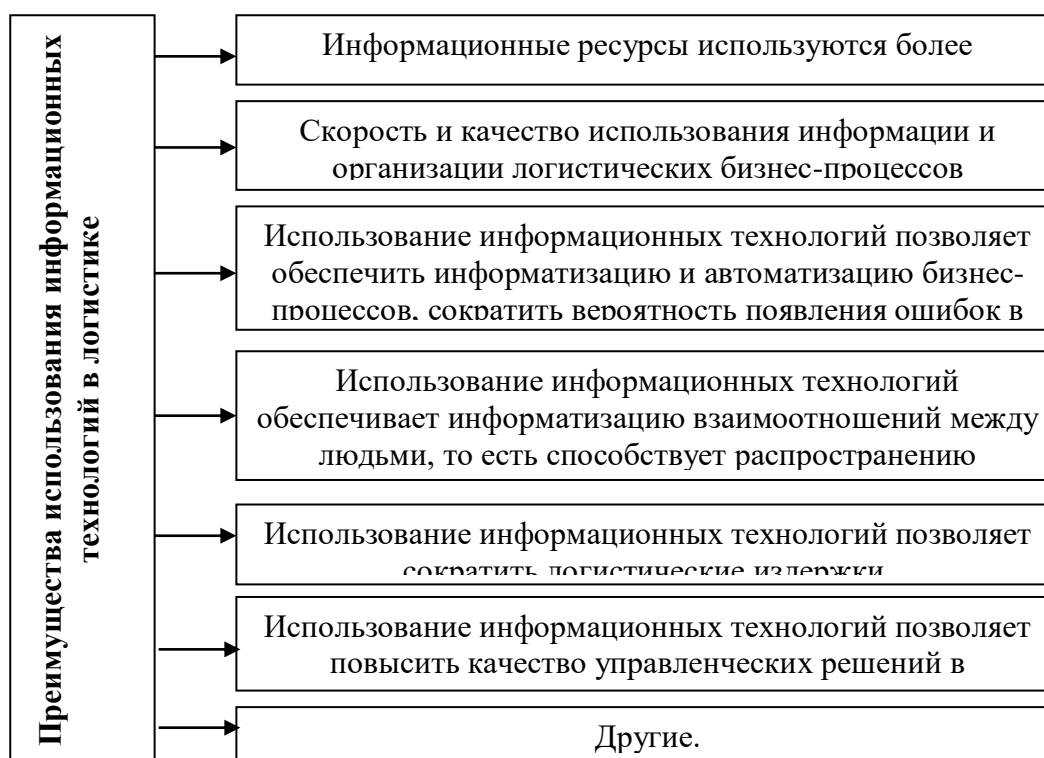 Преимущества использования информационных
технологий в логистике
Информационные ресурсы используются более
Скорость и качество использования информации и
организации логистических бизнес-процессов
Использование информационных технологий позволяет
обеспечить информатизацию и автоматизацию бизнес-
процессов, сократить вероятность появления ошибок в
Использование информационных технологий
обеспечивает информатизацию взаимоотношений между
людьми, то есть способствует распространению
Использование информационных технологий позволяет
сократить логистические издержки
Использование информационных технологий позволяет
повысить качество управленческих решений в
Другие.